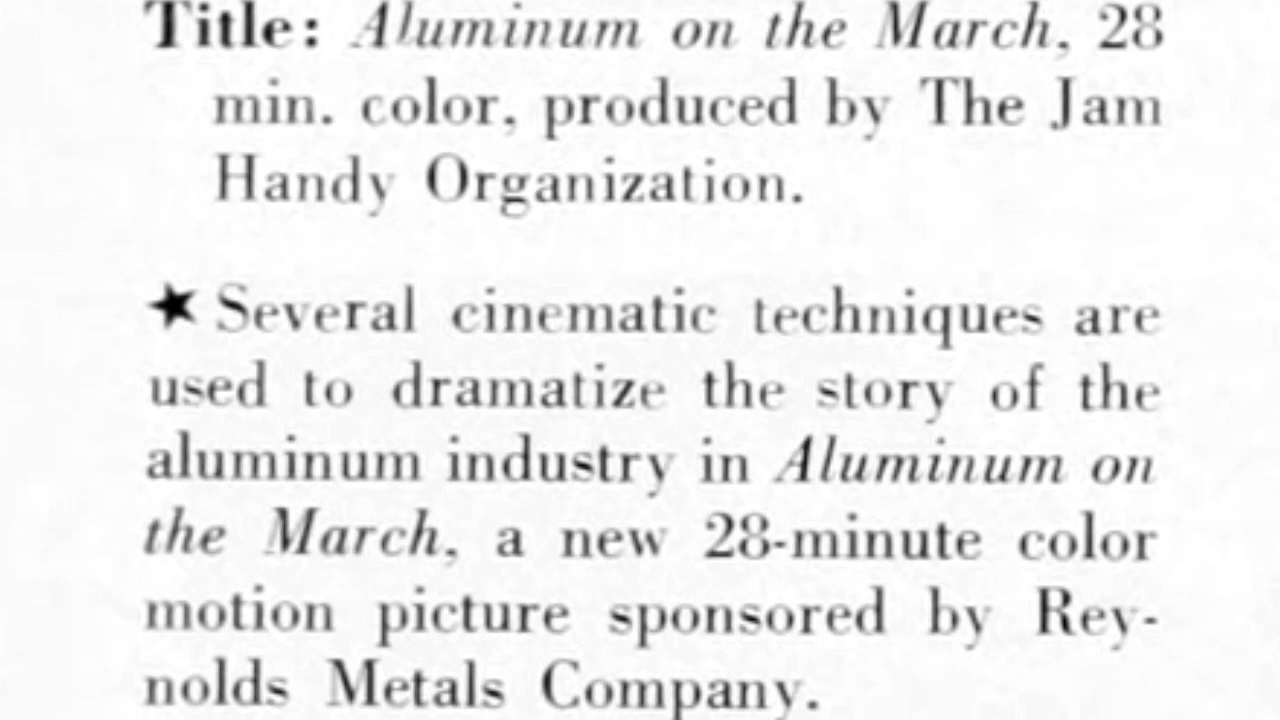 Title: Aluminum on the March, 28
min. color, produced by The Jam
Handy Organization.
★ Several cinematic techniques are
used to dramatize the story of the
aluminum industry in Aluminum on
the March, a new 28-minute color
motion picture sponsored by Rey-
nolds Metals Company.